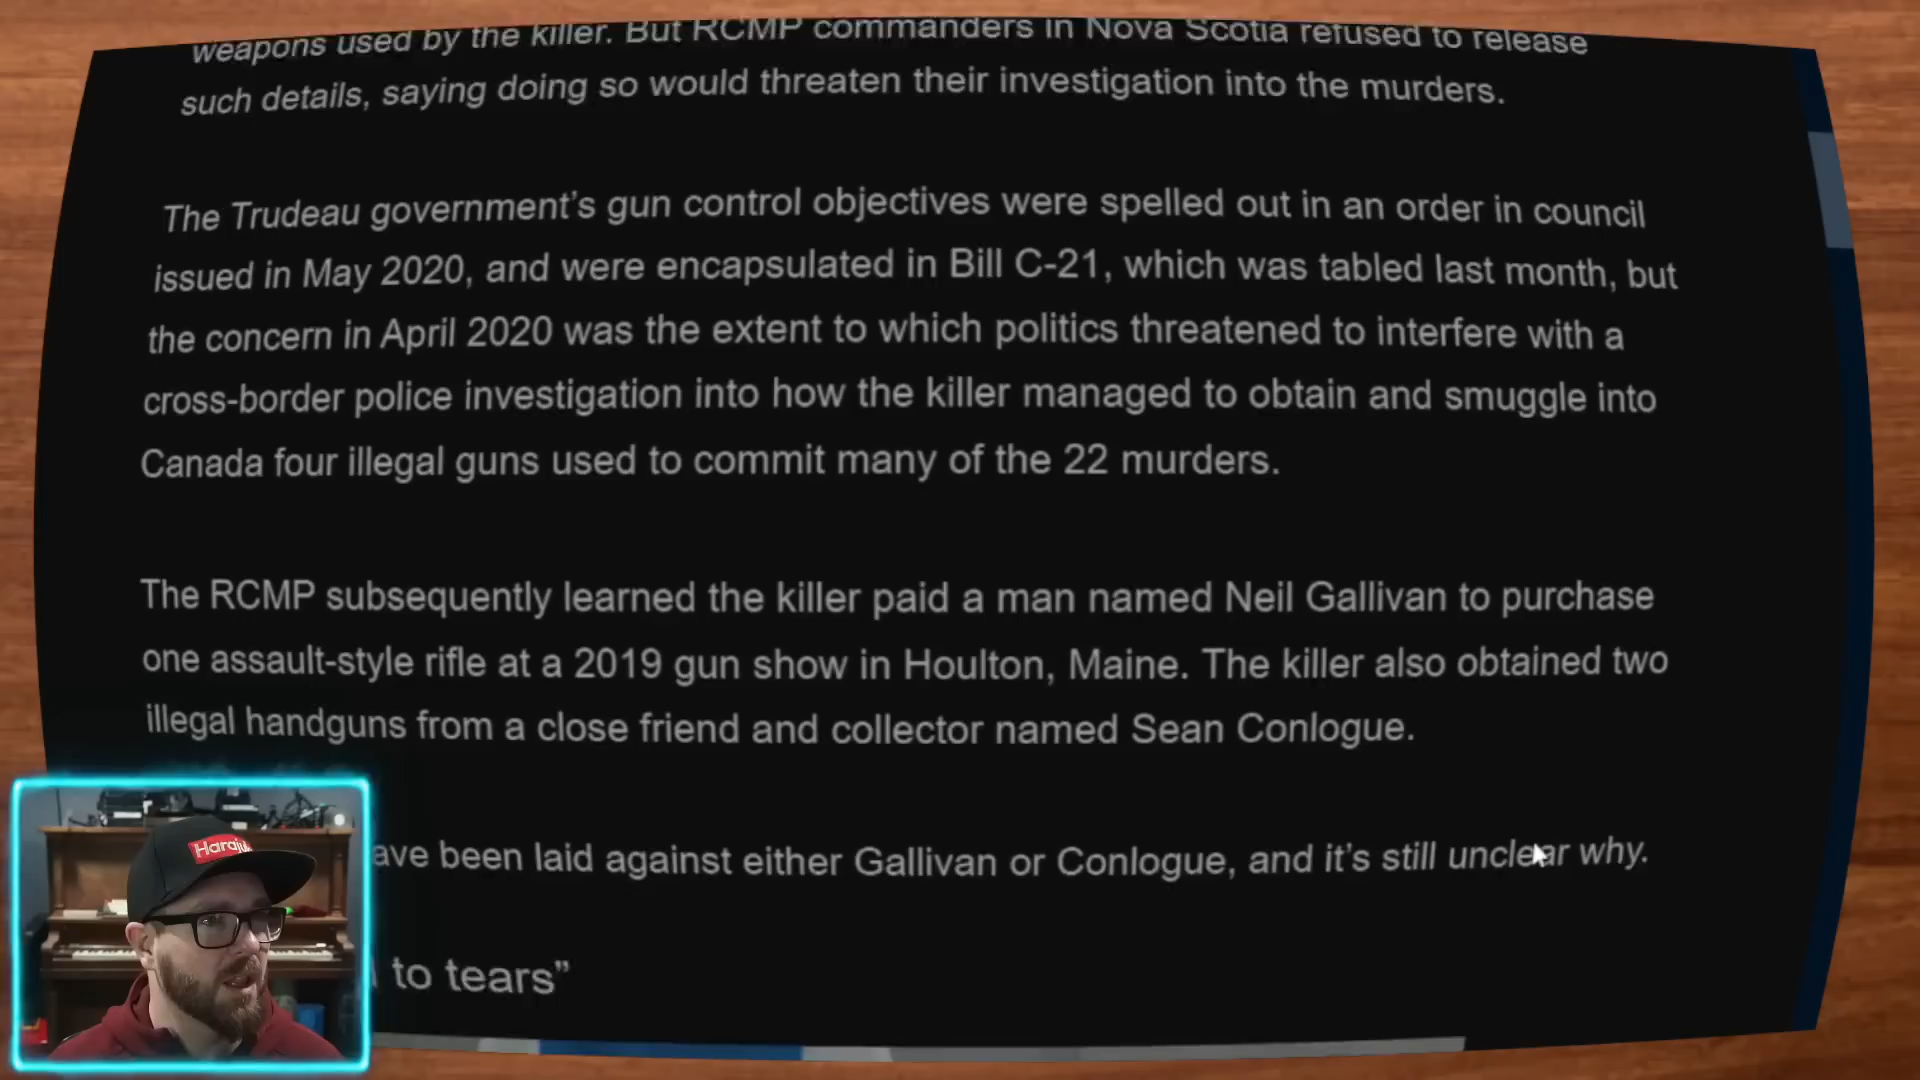 weapons used by the killer. But RCMP commanders in Nova Scotia refused to release
such details, saying doing so would threaten their investigation into the murders.
The Trudeau government's gun control objectives were spelled out in an order in council
issued in May 2020, and were encapsulated in Bill C-21, which was tabled last month, but
the concern in April 2020 was the extent to which politics threatened to interfere with a
cross-border police investigation into how the killer managed to obtain and smuggle into
Canada four illegal guns used to commit many of the 22 murders.
The RCMP subsequently learned the killer paid a man named Neil Gallivan to purchase
one assault-style rifle at a 2019 gun show in Houlton, Maine. The killer also obtained two
illegal handguns from a close friend and collector named Sean Conlogue.
been laid against either Gallivan or Conlogue, and it's still unclear why.
to tears”